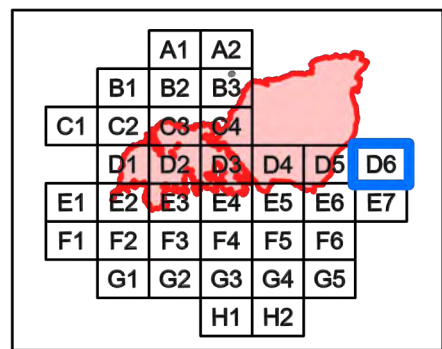 A1 A2
B1 B2 B3
C1 C2 C3 C4
D1 D2 D3 D4 D5 D6
E1 E2 E3 E4 E5 E6 E7
F1 F2 F3 F4 F5 F6
G1 G2 G3 G4 G5
H1 H2